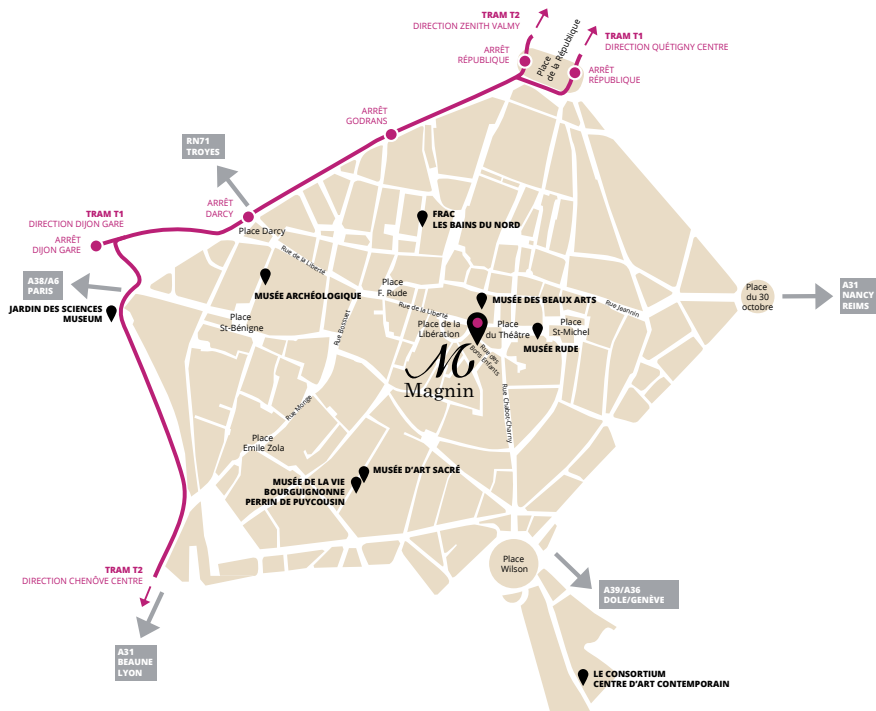 TRAM T2
DIRECTION ZENITH VALMY
TRAM T1
DIRECTION QUÉTIGNY CENTRE
ARRÊT
RÉPUBLIQUE
Place
de la République
ARRÊT
RÉPUBLIQUE
ARRÊT
GODRANS
RN71
TROYES
ARRÊT
DARCY
TRAM T1
DIRECTION DIJON GARE
ARRÊT
DIJON GARE
Place Darcy
FRAC
LES BAINS DU NORD
Rue de la Liberté
A38/A6
PARIS
JARDIN DES SCIENCES
MUSEUM
MUSÉE ARCHÉOLOGIQUE
Place
F. Rude
MUSÉE DES BEAUX ARTS
Rue Jeannin
Place
du 30
octobre
A31
NANCY
REIMS
Place
St-Bénigne
Rue Bossuet
Rue de la Liberté
Place de la
Libération
Place
du Théâtre
Place
St-Michel
MUSÉE RUDE
Rue des
Bons Enfants
M
Magnin
Rue Monge
Rue Chabot-Charny
Place
Emile Zola
MUSÉE D'ART SACRÉ
MUSÉE DE LA VIE
BOURGUIGNONNE
PERRIN DE PUYCOUSIN
TRAM T2
DIRECTION CHENÔVE CENTRE
Place
Wilson
A39/A36
DOLE/GENÈVE
A31
BEAUNE
LYON
LE CONSORTIUM
CENTRE D'ART CONTEMPORAIN